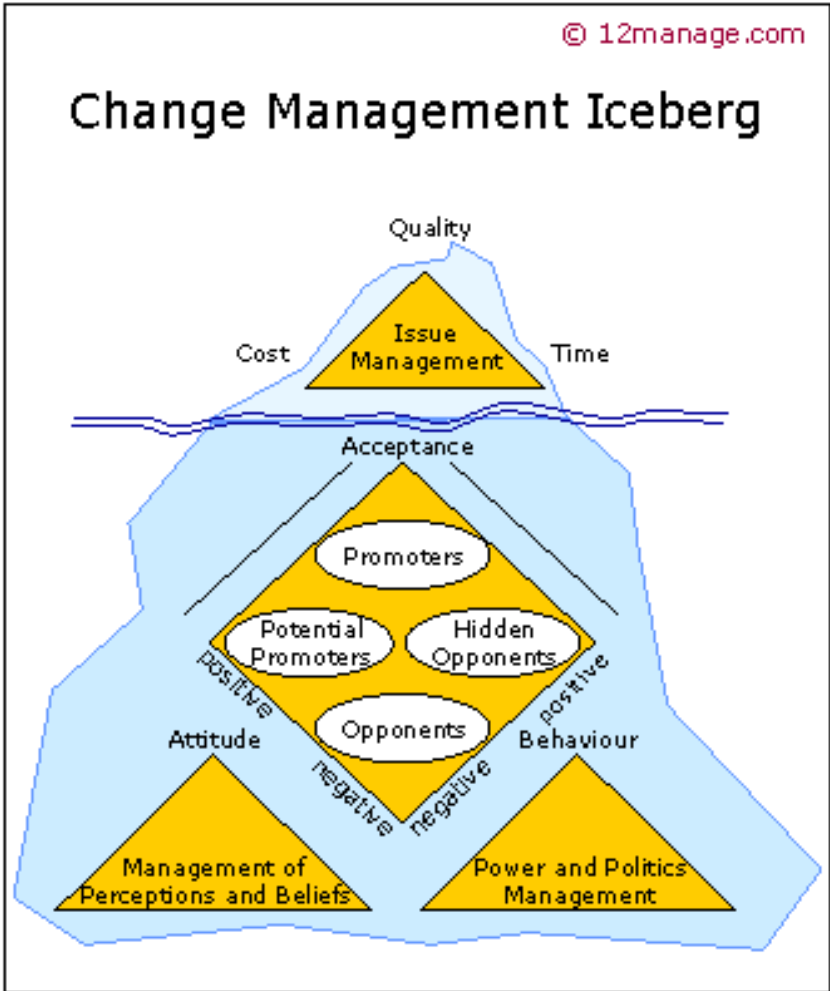 © 12manage.com
Change Management Iceberg
Quality
Cost
Issue
Management
Time
Acceptance
Promoters
Potential
Promoters
Hidden
Opponents
positive
positive
Opponents
Attitude
Behaviour
negative
negative
Management of
Perceptions and Beliefs
Power and Politics
Management